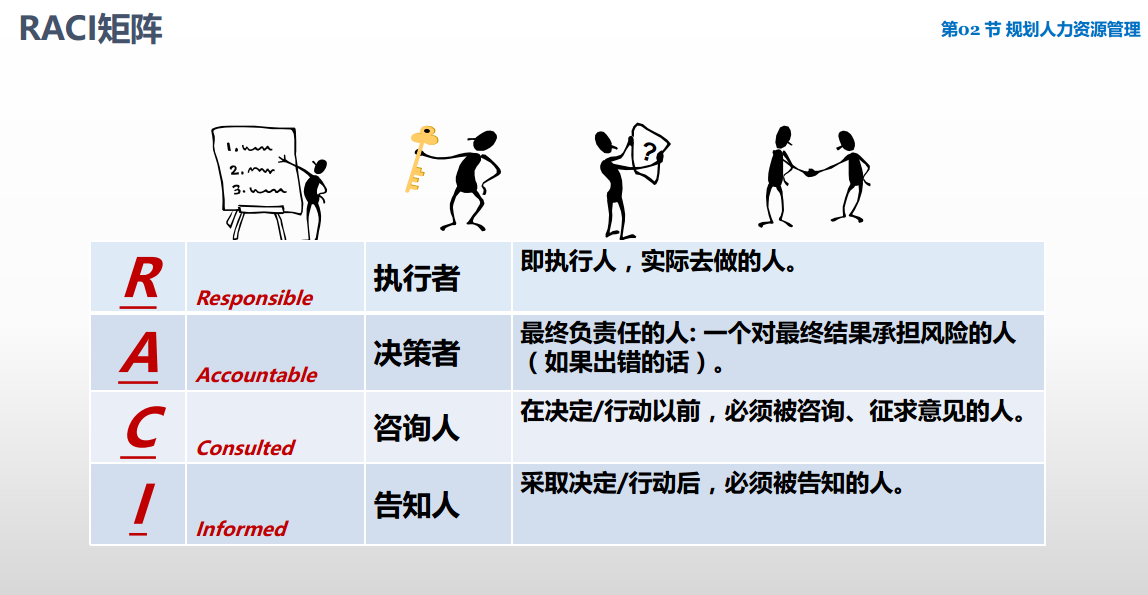 RACI矩阵
第02 节 规划人力资源管理
1.
2.
3.
?
R
Responsible
执行者
即执行人，实际去做的人。
A
Accountable
决策者
最终负责任的人: 一个对最终结果承担风险的人
（如果出错的话）。
C
Consulted
咨询人
在决定/行动以前，必须被咨询、征求意见的人。
I
Informed
告知人
采取决定/行动后，必须被告知的人。